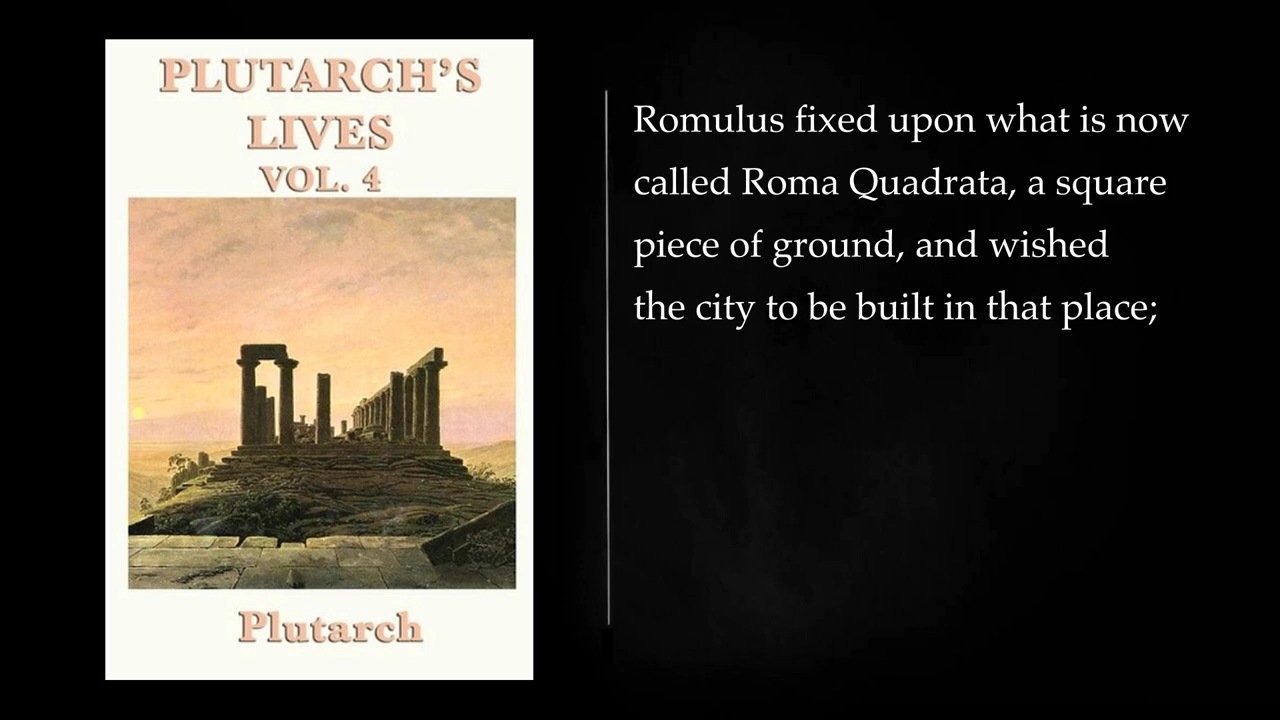 PLUTARCH'S
LIVES
VOL. 4
Plutarch
Romulus fixed upon what is now
called Roma Quadrata, a square
piece of ground, and wished
the city to be built in that place;